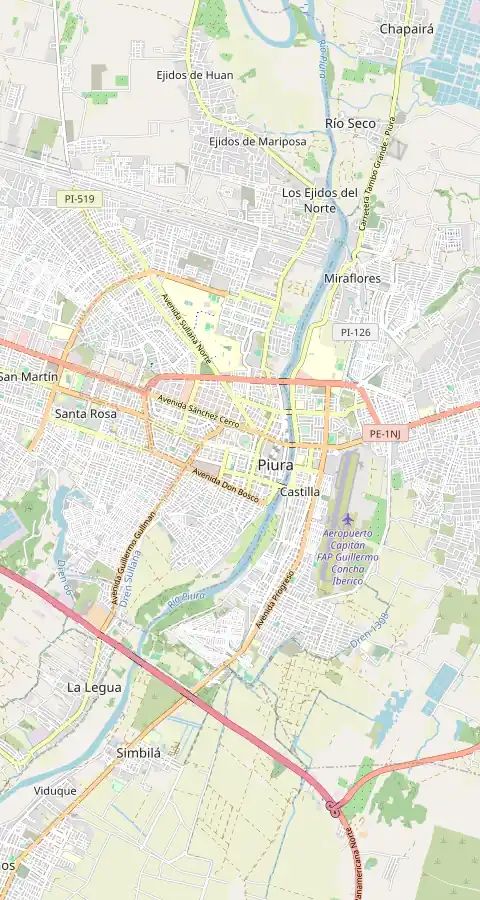 Chapairá
Río Piura
Ejidos de Huan
Río Seco
Ejidos de Mariposa
Carretera Tambo Grande - Piura
PI-519
Los Ejidos del
Norte
Miraflores
Avenida Sullana Norte
PI-126
San Martín
Avenida Sánchez Cerro
Santa Rosa
PE-1NJ
Piura
Avenida Don Bosco
Castilla
Avenida Guillermo Gullman
Aeropuerto
Capitán
FAP Guillermo
Concha
Iberico
Dren Sullana
Río Piura
Avenida Progreso
Dren 1308
La Legua
Simbilá
Viduque
os
Panamericana Norte